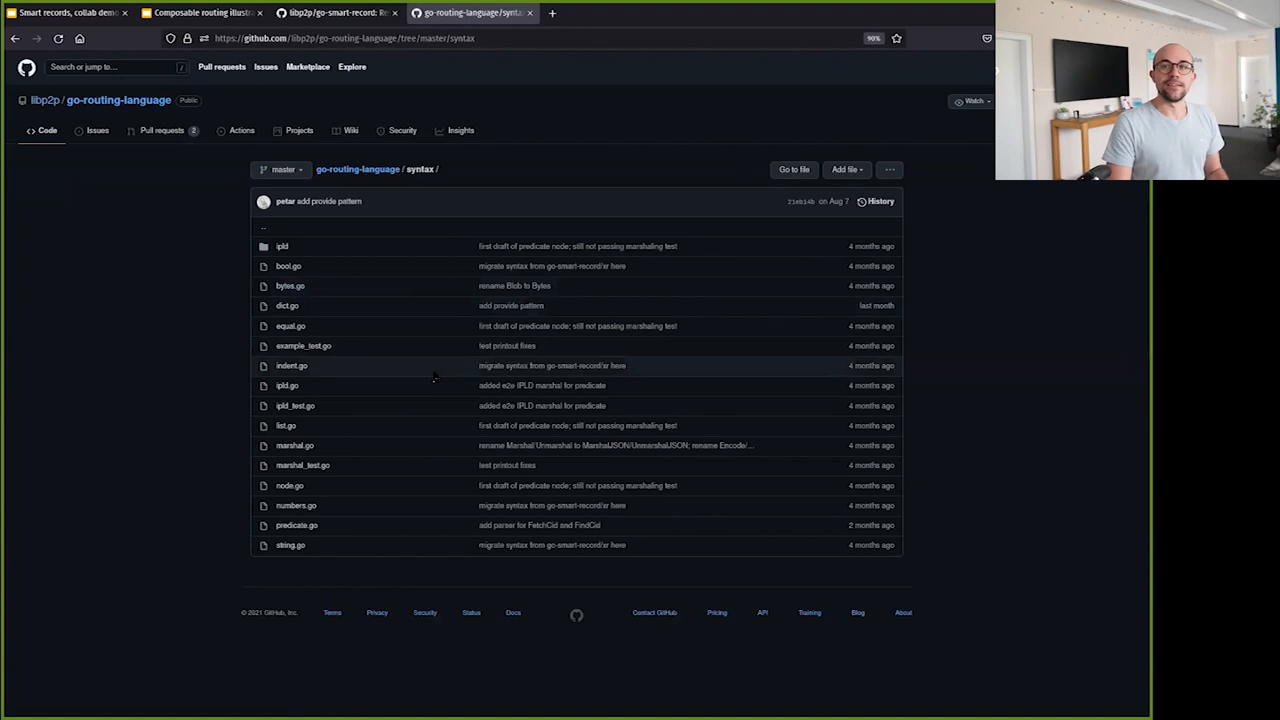 Smart records, collab demo
Composable routing illustra
libp2p/go-smart-record: Re
go-routing-language/synta
https://github.com/libp2p/go-routing-language/tree/master/syntax
90%
Search or jump to...
/
Pull requests
Issues
Marketplace
Explore
libp2p / go-routing-language
Public
Watch
Code
Issues
Pull requests 2
Actions
Projects
Wiki
Security
Insights
master
go-routing-language / syntax /
Go to file
Add file
petar add provide pattern
on Aug 7
History
..
ipld first draft of predicate node; still not passing marshaling test 4 months ago
bool.go migrate syntax from go-smart-record/xr here 4 months ago
bytes.go rename Blob to Bytes 4 months ago
dict.go add provide pattern last month
equal.go first draft of predicate node; still not passing marshaling test 4 months ago
example_test.go test printout fixes 4 months ago
indent.go migrate syntax from go-smart-record/xr here 4 months ago
ipld.go added e2e IPLD marshal for predicate 4 months ago
ipld_test.go added e2e IPLD marshal for predicate 4 months ago
list.go first draft of predicate node; still not passing marshaling test 4 months ago
marshal.go rename Marshal/Unmarshal to MarshalJSON/UnmarshalJSON; rename Encode/... 4 months ago
marshal_test.go test printout fixes 4 months ago
node.go first draft of predicate node; still not passing marshaling test 4 months ago
numbers.go migrate syntax from go-smart-record/xr here 4 months ago
predicate.go add parser for FetchCid and FindCid 2 months ago
string.go migrate syntax from go-smart-record/xr here 4 months ago
© 2021 GitHub, Inc.
Terms
Privacy
Security
Status
Docs
Contact GitHub
Pricing
API
Training
Blog
About